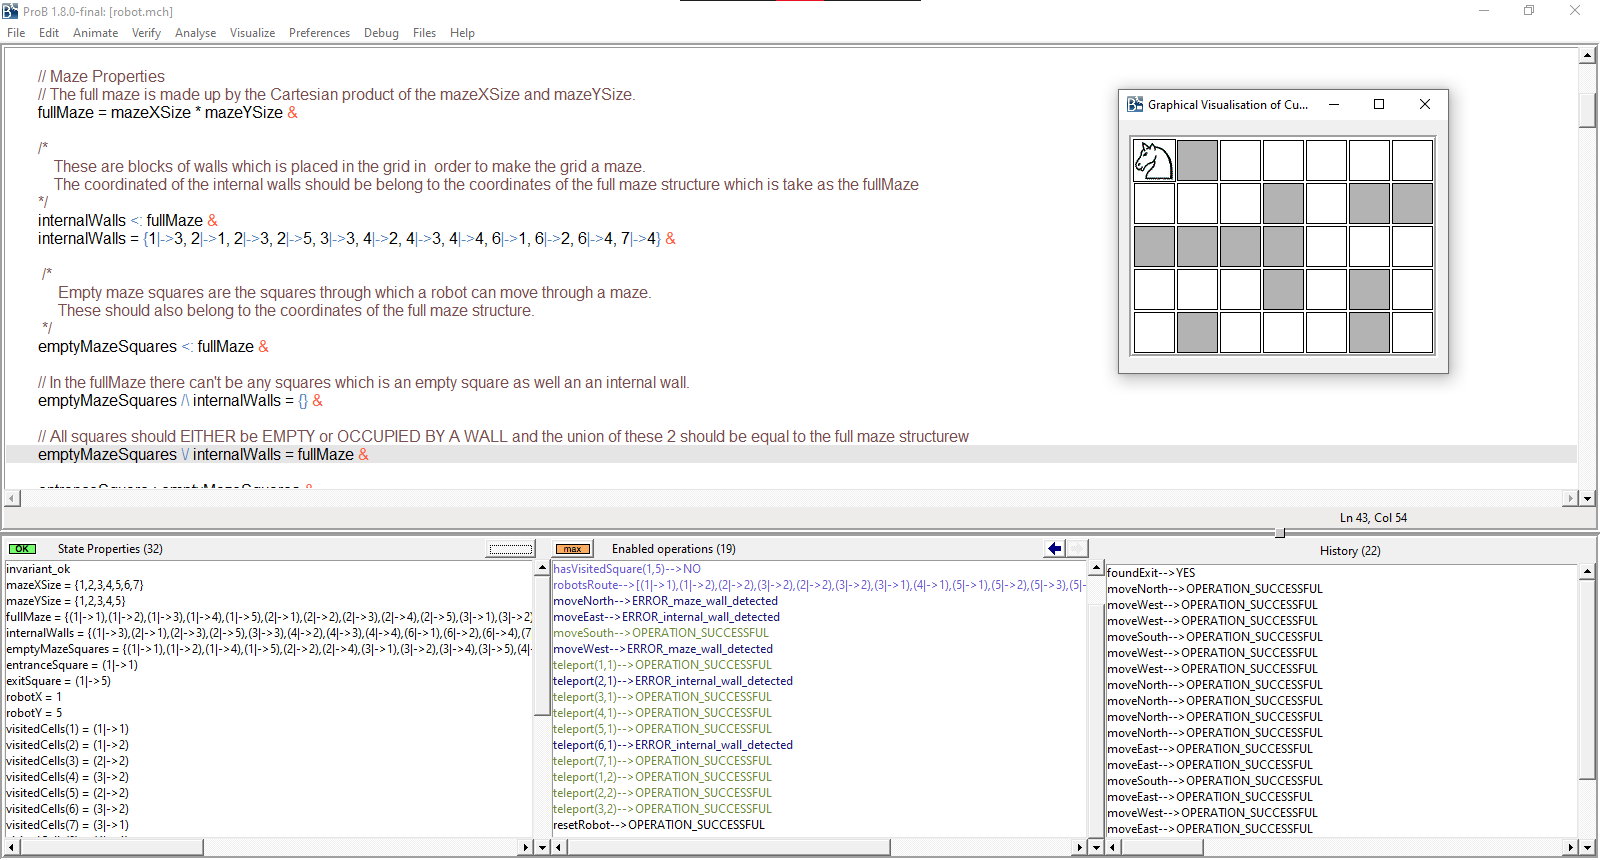 ProB 1.8.0-final: [robot.mch]
File Edit Animate Verify Analyse Visualize Preferences Debug Files Help
// Maze Properties
// The full maze is made up by the Cartesian product of the mazeXSize and mazeYSize.
fullMaze = mazeXSize * mazeYSize &
/*
These are blocks of walls which is placed in the grid in order to make the grid a maze.
The coordinated of the internal walls should be belong to the coordinates of the full maze structure which is take as the fullMaze
*/
internalWalls <: fullMaze &
internalWalls = {1|->3, 2|->1, 2|->3, 2|->5, 3|->3, 4|->2, 4|->3, 4|->4, 6|->1, 6|->2, 6|->4, 7|->4} &
/*
Empty maze squares are the squares through which a robot can move through a maze.
These should also belong to the coordinates of the full maze structure.
*/
emptyMazeSquares <: fullMaze &
// In the fullMaze there can't be any squares which is an empty square as well an an internal wall.
emptyMazeSquares /\ internalWalls = {} &
// All squares should EITHER be EMPTY or OCCUPIED BY A WALL and the union of these 2 should be equal to the full maze structurew
emptyMazeSquares \/ internalWalls = fullMaze &
Graphical Visualisation of Cu...
Ln 43, Col 54
OK State Properties (32)
invariant_ok
mazeXSize = {1,2,3,4,5,6,7}
mazeYSize = {1,2,3,4,5}
fullMaze = {(1|->1),(1|->2),(1|->3),(1|->4),(1|->5),(2|->1),(2|->2),(2|->3),(2|->4),(2|->5),(3|->1),(3|->2)
internalWalls = {(1|->3),(2|->1),(2|->3),(2|->5),(3|->3),(4|->2),(4|->3),(4|->4),(6|->1),(6|->2),(6|->4),(7
emptyMazeSquares = {(1|->1),(1|->2),(1|->4),(1|->5),(2|->2),(2|->4),(3|->1),(3|->2),(3|->4),(3|->5),(4|-
entranceSquare = (1|->1)
exitSquare = (1|->5)
robotX = 1
robotY = 5
visitedCells(1) = (1|->1)
visitedCells(2) = (1|->2)
visitedCells(3) = (2|->2)
visitedCells(4) = (3|->2)
visitedCells(5) = (2|->2)
visitedCells(6) = (3|->2)
visitedCells(7) = (3|->1)
max Enabled operations (19)
hasVisitedSquare(1,5)-->NO
robotsRoute-->[(1|->1),(1|->2),(2|->2),(3|->2),(2|->2),(3|->2),(3|->1),(4|->1),(5|->1),(5|->2),(5|->3),(5|-
moveNorth-->ERROR_maze_wall_detected
moveEast-->ERROR_internal_wall_detected
moveSouth-->OPERATION_SUCCESSFUL
moveWest-->ERROR_maze_wall_detected
teleport(1,1)-->OPERATION_SUCCESSFUL
teleport(2,1)-->ERROR_internal_wall_detected
teleport(3,1)-->OPERATION_SUCCESSFUL
teleport(4,1)-->OPERATION_SUCCESSFUL
teleport(5,1)-->OPERATION_SUCCESSFUL
teleport(6,1)-->ERROR_internal_wall_detected
teleport(7,1)-->OPERATION_SUCCESSFUL
teleport(1,2)-->OPERATION_SUCCESSFUL
teleport(2,2)-->OPERATION_SUCCESSFUL
teleport(3,2)-->OPERATION_SUCCESSFUL
resetRobot-->OPERATION_SUCCESSFUL
History (22)
foundExit-->YES
moveNorth-->OPERATION_SUCCESSFUL
moveWest-->OPERATION_SUCCESSFUL
moveWest-->OPERATION_SUCCESSFUL
moveSouth-->OPERATION_SUCCESSFUL
moveWest-->OPERATION_SUCCESSFUL
moveWest-->OPERATION_SUCCESSFUL
moveNorth-->OPERATION_SUCCESSFUL
moveNorth-->OPERATION_SUCCESSFUL
moveNorth-->OPERATION_SUCCESSFUL
moveNorth-->OPERATION_SUCCESSFUL
moveEast-->OPERATION_SUCCESSFUL
moveEast-->OPERATION_SUCCESSFUL
moveSouth-->OPERATION_SUCCESSFUL
moveEast-->OPERATION_SUCCESSFUL
moveWest-->OPERATION_SUCCESSFUL
moveEast-->OPERATION_SUCCESSFUL